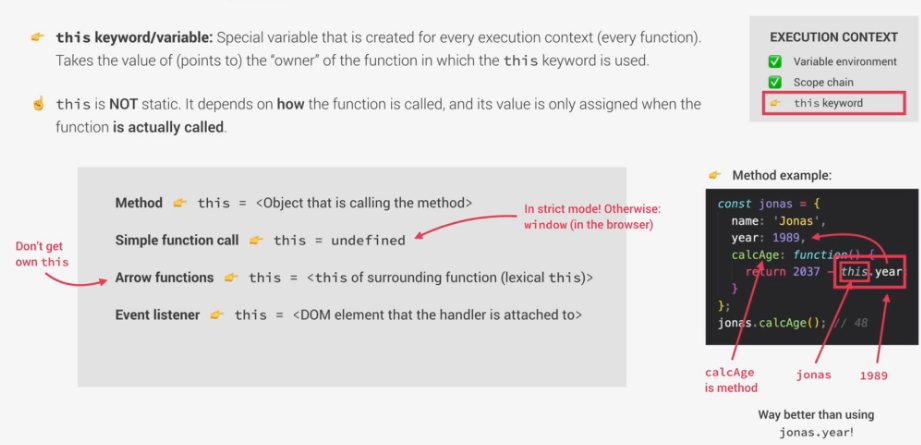 this keyword/variable: Special variable that is created for every execution context (every function).
Takes the value of (points to) the “owner” of the function in which the this keyword is used.
this is NOT static. It depends on how the function is called, and its value is only assigned when the
function is actually called.
EXECUTION CONTEXT
Variable environment
Scope chain
this keyword
Method 👉 this = <Object that is calling the method>
Simple function call 👉 this = undefined
In strict mode! Otherwise:
window (in the browser)
Don't get
own this
Arrow functions 👉 this = <this of surrounding function (lexical this)>
Event listener 👉 this = <DOM element that the handler is attached to>
Method example:
const jonas = {
name: 'Jonas',
year: 1989,
calcAge: function() {
return 2037 - this.year
}
};
jonas.calcAge(); // 48
calcAge
is method
jonas
1989
Way better than using
jonas.year!